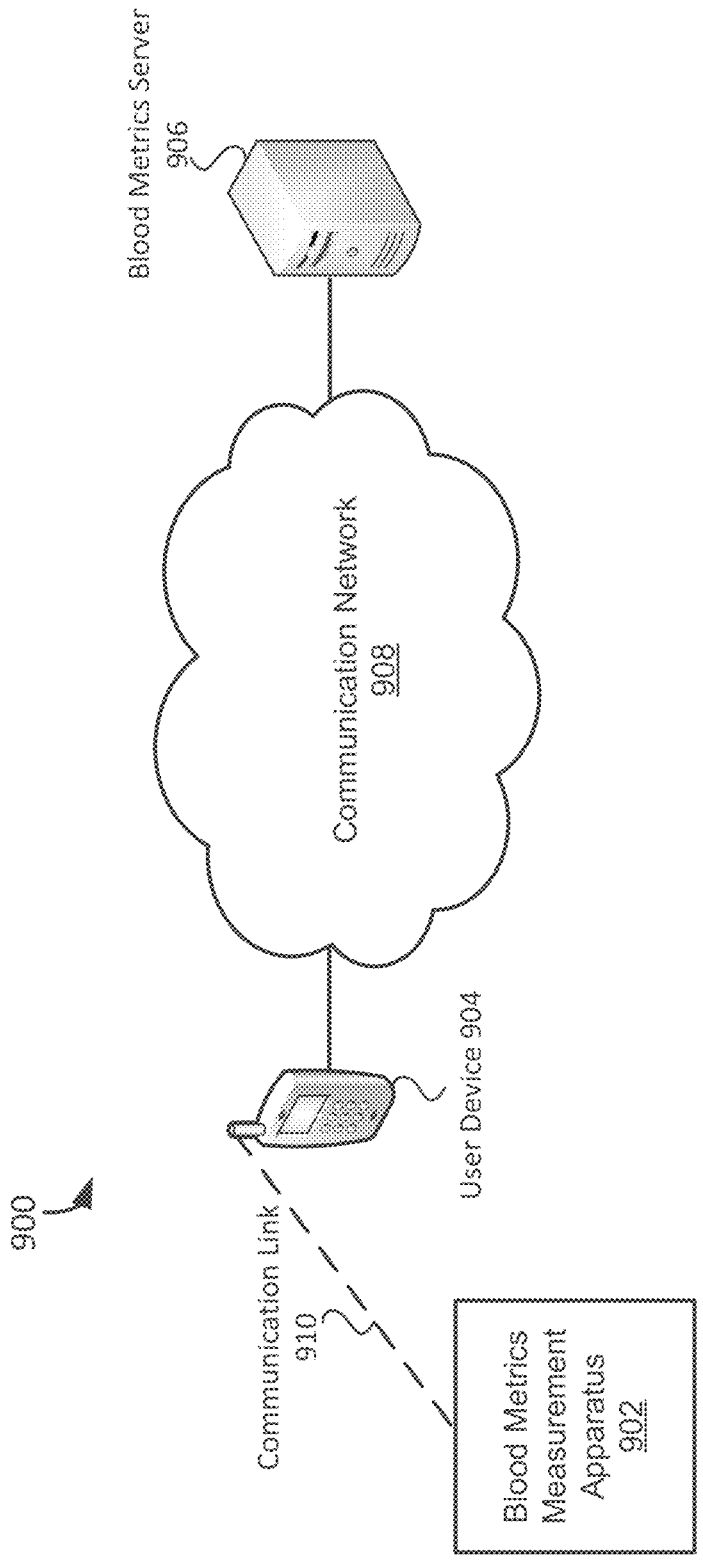 900
Communication Link
910
Blood Metrics
Measurement
Apparatus
902
User Device 904
Communication Network
908
Blood Metrics Server
906